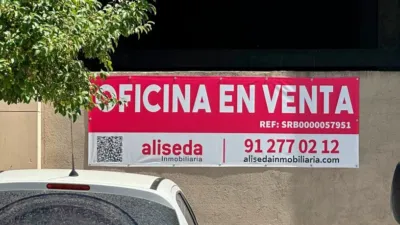 OFICINA EN VENTA
REF: SRB0000057951
aliseda
Inmobiliaria
91 277 02 12
alisedainmobiliaria.com